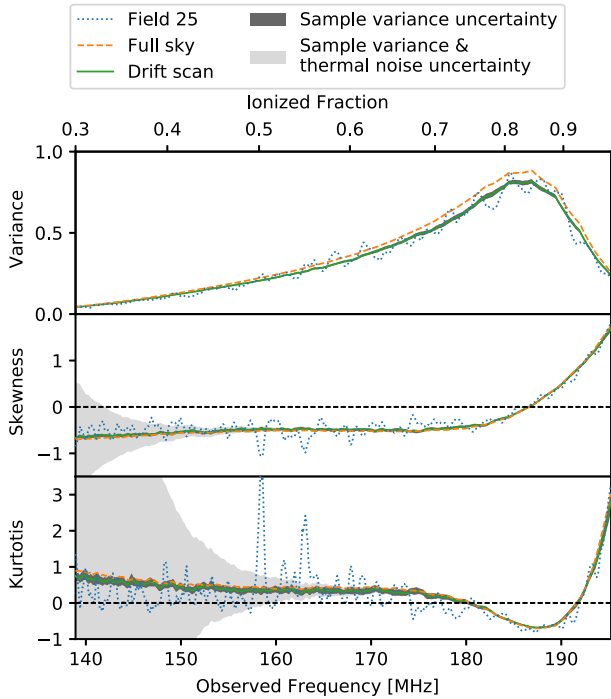 Field 25
Full sky
Drift scan
Sample variance uncertainty
Sample variance &
thermal noise uncertainty
Ionized Fraction
0.3 0.4 0.5 0.6 0.7 0.8 0.9
Variance
1.0
0.5
0.0
Skewness
1
0
−1
Kurtotis
3
2
1
0
−1
140 150 160 170 180 190
Observed Frequency [MHz]